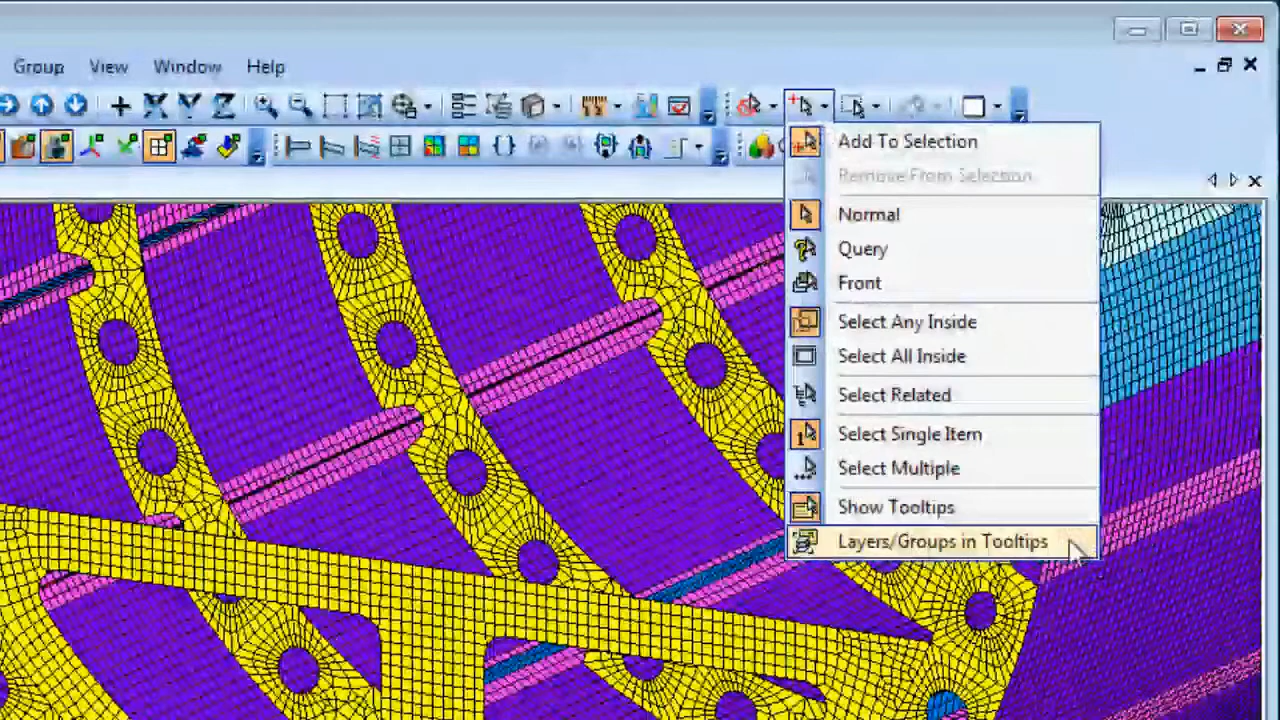 Group View Window Help
Add To Selection
Remove From Selection
Normal
Query
Front
Select Any Inside
Select All Inside
Select Related
Select Single Item
Select Multiple
Show Tooltips
Layers/Groups in Tooltips